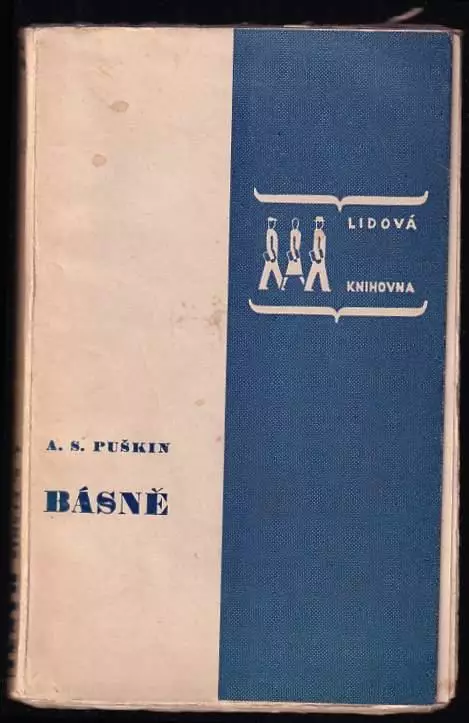 LIDOVÁ
KNIHOVNA
A. S. PUŠKIN
BÁSNĚ